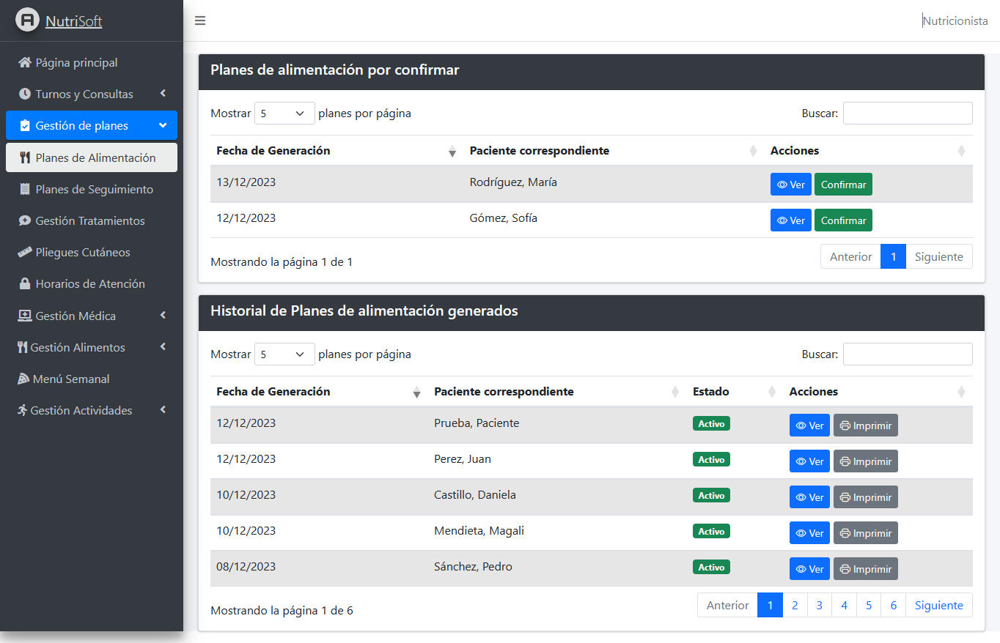 NutriSoft
Nutricionista
Página principal
Turnos y Consultas
Gestión de planes
Planes de Alimentación
Planes de Seguimiento
Gestión Tratamientos
Pliegues Cutáneos
Horarios de Atención
Gestión Médica
Gestión Alimentos
Menú Semanal
Gestión Actividades
Planes de alimentación por confirmar
Mostrar 5 planes por página Buscar:
Fecha de Generación Paciente correspondiente Acciones
13/12/2023 Rodríguez, María Ver Confirmar
12/12/2023 Gómez, Sofía Ver Confirmar
Mostrando la página 1 de 1 Anterior 1 Siguiente
Historial de Planes de alimentación generados
Mostrar 5 planes por página Buscar:
Fecha de Generación Paciente correspondiente Estado Acciones
12/12/2023 Prueba, Paciente Activo Ver Imprimir
12/12/2023 Perez, Juan Activo Ver Imprimir
10/12/2023 Castillo, Daniela Activo Ver Imprimir
10/12/2023 Mendieta, Magali Activo Ver Imprimir
08/12/2023 Sánchez, Pedro Activo Ver Imprimir
Mostrando la página 1 de 6 Anterior 1 2 3 4 5 6 Siguiente